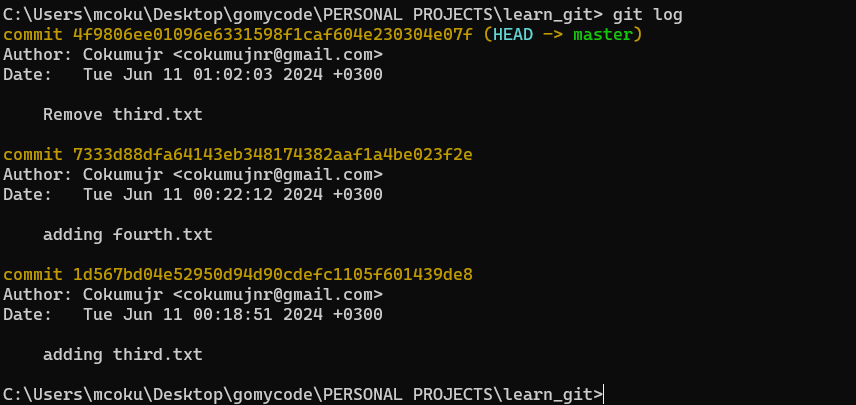 C:\Users\mcoku\Desktop\gomycode\PERSONAL PROJECTS\learn_git> git log
commit 4f9806ee01096e6331598f1caf604e230304e07f (HEAD -> master)
Author: Cokumujr <cokumujnr@gmail.com>
Date:   Tue Jun 11 01:02:03 2024 +0300
Remove third.txt
commit 7333d88dfa64143eb348174382aaf1a4be023f2e
Author: Cokumujr <cokumujnr@gmail.com>
Date:   Tue Jun 11 00:22:12 2024 +0300
adding fourth.txt
commit 1d567bd04e52950d94d90cdefc1105f601439de8
Author: Cokumujr <cokumujnr@gmail.com>
Date:   Tue Jun 11 00:18:51 2024 +0300
adding third.txt
C:\Users\mcoku\Desktop\gomycode\PERSONAL PROJECTS\learn_git>